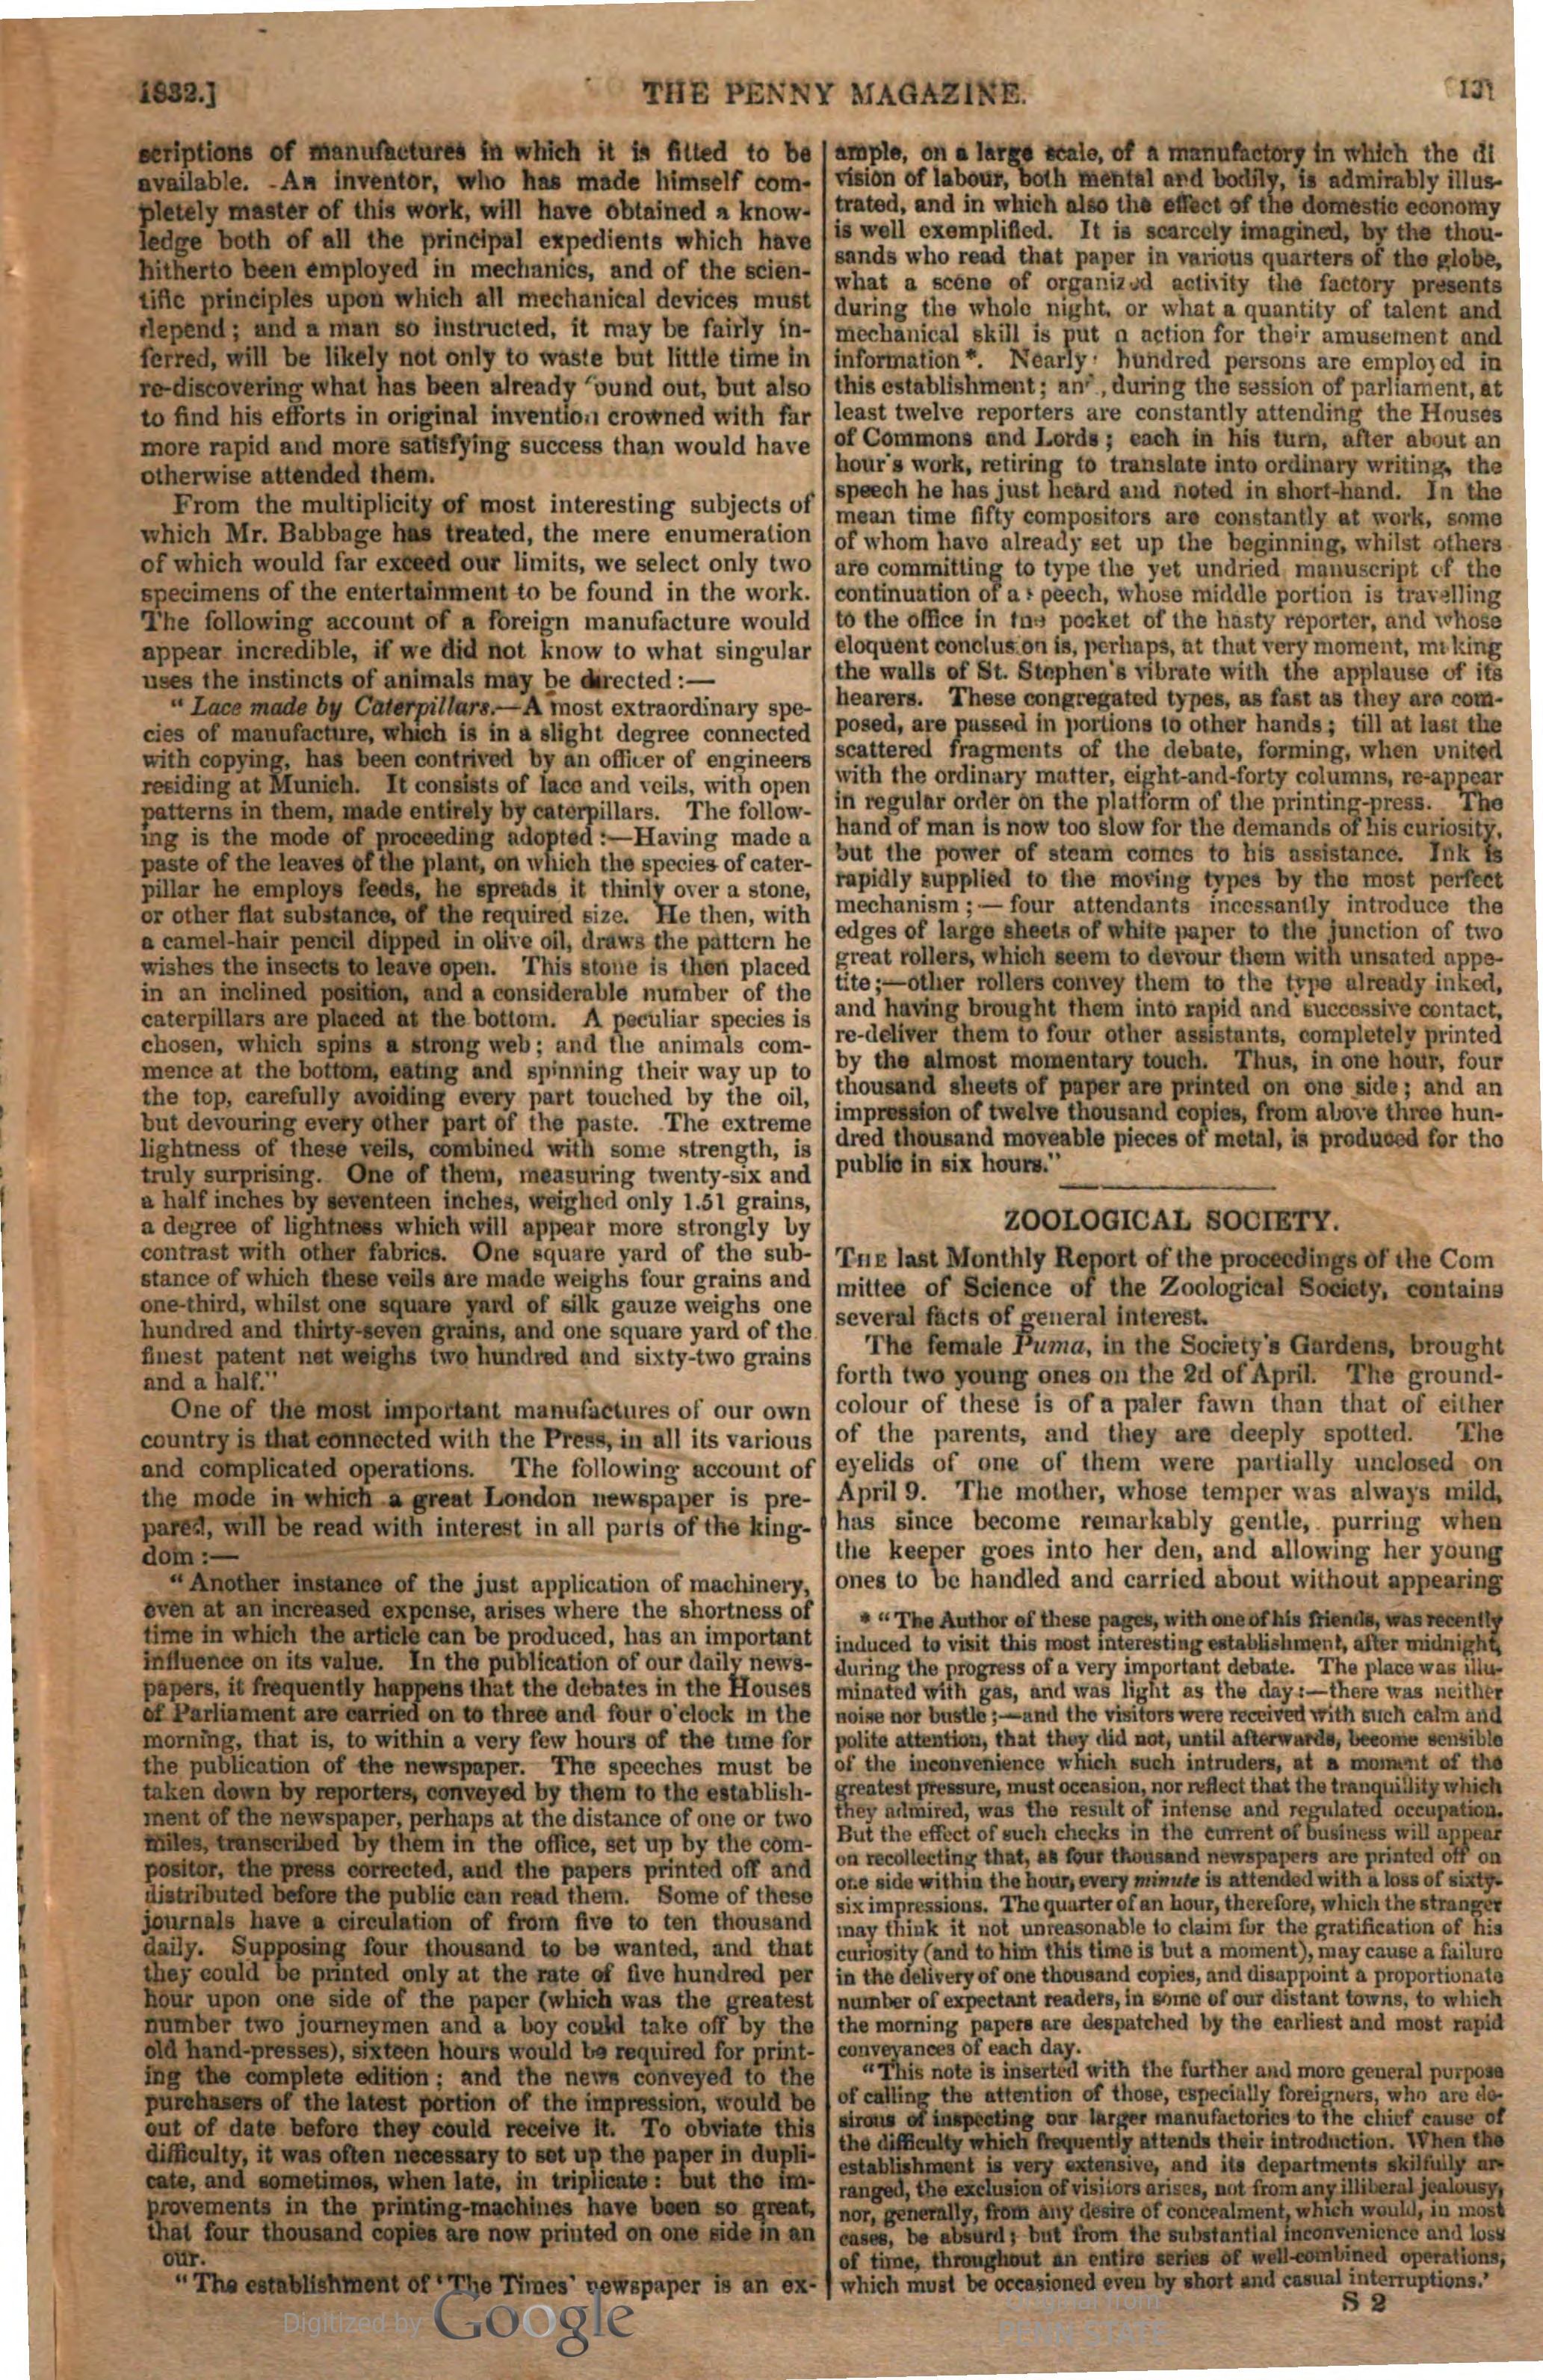 1832.]
THE PENNY MAGAZINE.
131
scriptions of manufactures in which it is fitted to be
available. -An inventor, who has made himself com-
pletely master of this work, will have obtained a know-
ledge both of all the principal expedients which have
hitherto been employed in mechanics, and of the scien-
tific principles upon which all mechanical devices must
depend; and a man so instructed, it may be fairly in-
ferred, will be likely not only to waste but little time in
re-discovering what has been already 'ound out, but also
to find his efforts in original invention crowned with far
more rapid and more satisfying success than would have
otherwise attended them.
From the multiplicity of most interesting subjects of
which Mr. Babbage has treated, the mere enumeration
of which would far exceed our limits, we select only two
specimens of the entertainment to be found in the work.
The following account of a foreign manufacture would
appear incredible, if we did not know to what singular
uses the instincts of animals may be directed:—
"Lace made by Caterpillars.—A most extraordinary spe-
cies of manufacture, which is in a slight degree connected
with copying, has been contrived by an officer of engineers
residing at Munich. It consists of lace and veils, with open
patterns in them, made entirely by caterpillars. The follow-
ing is the mode of proceeding adopted:—Having made a
paste of the leaves of the plant, on which the species of cater-
pillar he employs feeds, he spreads it thinly over a stone,
or other flat substance, of the required size. He then, with
a camel-hair pencil dipped in olive oil, draws the pattern he
wishes the insects to leave open. This stone is then placed
in an inclined position, and a considerable number of the
caterpillars are placed at the bottom. A peculiar species is
chosen, which spins a strong web; and the animals com-
mence at the bottom, eating and spinning their way up to
the top, carefully avoiding every part touched by the oil,
but devouring every other part of the paste. The extreme
lightness of these veils, combined with some strength, is
truly surprising. One of them, measuring twenty-six and
a half inches by seventeen inches, weighed only 1.51 grains,
a degree of lightness which will appear more strongly by
contrast with other fabrics. One square yard of the sub-
stance of which these veils are made weighs four grains and
one-third, whilst one square yard of silk gauze weighs one
hundred and thirty-seven grains, and one square yard of the
finest patent net weighs two hundred and sixty-two grains
and a half."
One of the most important manufactures of our own
country is that connected with the Press, in all its various
and complicated operations. The following account of
the mode in which a great London newspaper is pre-
pared, will be read with interest in all parts of the king-
dom:—
"Another instance of the just application of machinery,
even at an increased expense, arises where the shortness of
time in which the article can be produced, has an important
influence on its value. In the publication of our daily news-
papers, it frequently happens that the debates in the Houses
of Parliament are carried on to three and four o'clock in the
morning, that is, to within a very few hours of the time for
the publication of the newspaper. The speeches must be
taken down by reporters, conveyed by them to the establish-
ment of the newspaper, perhaps at the distance of one or two
miles, transcribed by them in the office, set up by the com-
positor, the press corrected, and the papers printed off and
distributed before the public can read them. Some of these
journals have a circulation of from five to ten thousand
daily. Supposing four thousand to be wanted, and that
they could be printed only at the rate of five hundred per
hour upon one side of the paper (which was the greatest
number two journeymen and a boy could take off by the
old hand-presses), sixteen hours would be required for print-
ing the complete edition; and the news conveyed to the
purchasers of the latest portion of the impression, would be
out of date before they could receive it. To obviate this
difficulty, it was often necessary to set up the paper in dupli-
cate, and sometimes, when late, in triplicate: but the im-
provements in the printing-machines have been so great,
that four thousand copies are now printed on one side in an
our.
"The establishment of 'The Times' newspaper is an ex-
ample, on a large scale, of a manufactory in which the di
vision of labour, both mental and bodily, is admirably illus-
trated, and in which also the effect of the domestic economy
is well exemplified. It is scarcely imagined, by the thou-
sands who read that paper in various quarters of the globe,
what a scene of organized activity the factory presents
during the whole night, or what a quantity of talent and
mechanical skill is put n action for their amusement and
information*. Nearly hundred persons are employed in
this establishment; an , during the session of parliament, at
least twelve reporters are constantly attending the Houses
of Commons and Lords; each in his turn, after about an
hour's work, retiring to translate into ordinary writing, the
speech he has just heard and noted in short-hand. In the
mean time fifty compositors are constantly at work, some
of whom have already set up the beginning, whilst others
are committing to type the yet undried manuscript of the
continuation of a speech, whose middle portion is travelling
to the office in the pocket of the hasty reporter, and whose
eloquent conclusion is, perhaps, at that very moment, making
the walls of St. Stephen's vibrate with the applause of its
hearers. These congregated types, as fast as they are com-
posed, are passed in portions to other hands; till at last the
scattered fragments of the debate, forming, when united
with the ordinary matter, eight-and-forty columns, re-appear
in regular order on the platform of the printing-press. The
hand of man is now too slow for the demands of his curiosity,
but the power of steam comes to his assistance. Ink is
rapidly supplied to the moving types by the most perfect
mechanism;—four attendants incessantly introduce the
edges of large sheets of white paper to the junction of two
great rollers, which seem to devour them with unsated appe-
tite;—other rollers convey them to the type already inked,
and having brought them into rapid and successive contact,
re-deliver them to four other assistants, completely printed
by the almost momentary touch. Thus, in one hour, four
thousand sheets of paper are printed on one side; and an
impression of twelve thousand copies, from above three hun-
dred thousand moveable pieces of metal, is produced for the
public in six hours."
ZOOLOGICAL SOCIETY.
THE last Monthly Report of the proceedings of the Com
mittee of Science of the Zoological Society, contains
several facts of general interest.
The female Puma, in the Society's Gardens, brought
forth two young ones on the 2d of April. The ground-
colour of these is of a paler fawn than that of either
of the parents, and they are deeply spotted. The
eyelids of one of them were partially unclosed on
April 9. The mother, whose temper was always mild,
has since become remarkably gentle, purring when
the keeper goes into her den, and allowing her young
ones to be handled and carried about without appearing
* "The Author of these pages, with one of his friends, was recently
induced to visit this most interesting establishment, after midnight,
during the progress of a very important debate. The place was illu-
minated with gas, and was light as the day:—there was neither
noise nor bustle;—and the visitors were received with such calm and
polite attention, that they did not, until afterwards, become sensible
of the inconvenience which such intruders, at a moment of the
greatest pressure, must occasion, nor reflect that the tranquillity which
they admired, was the result of intense and regulated occupation.
But the effect of such checks in the current of business will appear
on recollecting that, as four thousand newspapers are printed off on
one side within the hour, every minute is attended with a loss of sixty-
six impressions. The quarter of an hour, therefore, which the stranger
may think it not unreasonable to claim for the gratification of his
curiosity (and to him this time is but a moment), may cause a failure
in the delivery of one thousand copies, and disappoint a proportionate
number of expectant readers, in some of our distant towns, to which
the morning papers are despatched by the earliest and most rapid
conveyances of each day.
"This note is inserted with the further and more general purpose
of calling the attention of those, especially foreigners, who are de-
sirous of inspecting our larger manufactories to the chief cause of
the difficulty which frequently attends their introduction. When the
establishment is very extensive, and its departments skilfully ar-
ranged, the exclusion of visitors arises, not from any illiberal jealousy,
nor, generally, from any desire of concealment, which would, in most
cases, be absurd; but from the substantial inconvenience and loss
of time, throughout an entire series of well-combined operations,
which must be occasioned even by short and casual interruptions.'
S 2
Digitized by Google
Original from
PENN STATE